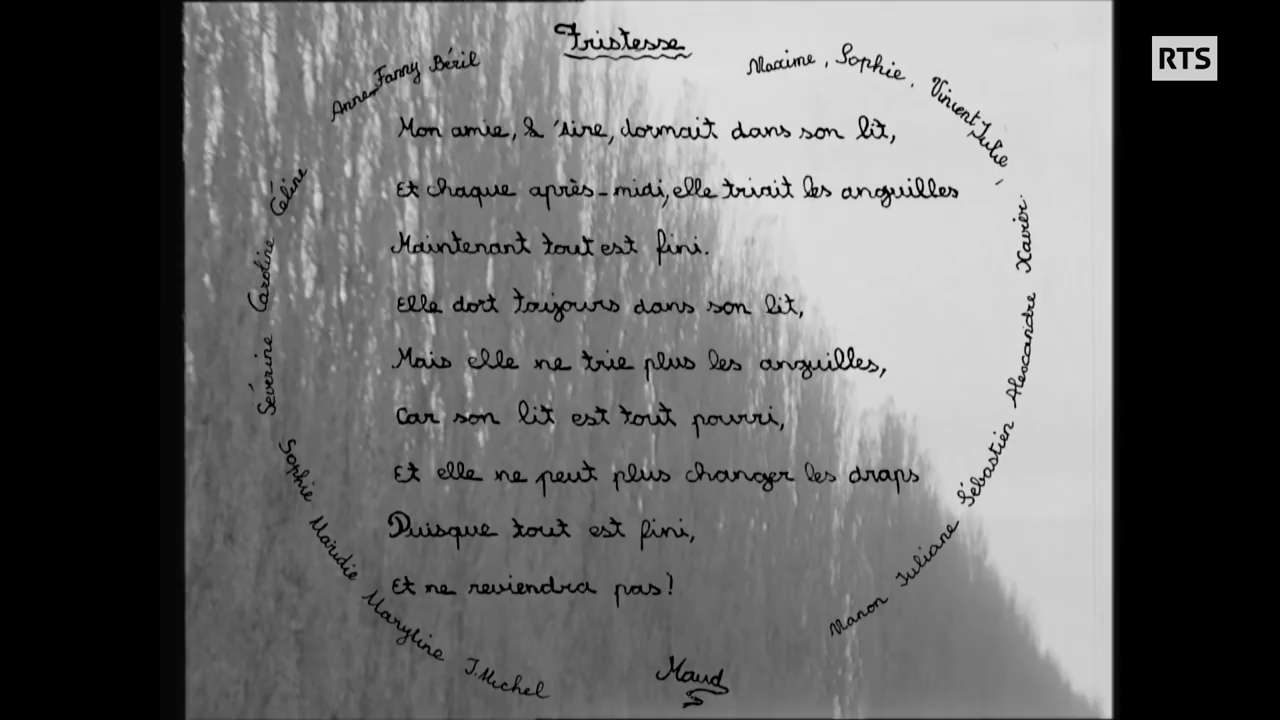 Tristesse
RTS
Anne Fanny Béril
Maxime, Sophie, Vincent Julie,
Mon amie, dormait dans son lit,
Et chaque après-midi, elle triait les anguilles
Maintenant tout est fini.
Elle dort toujours dans son lit,
Mais elle ne trie plus les anguilles,
Car son lit est tout pourri,
Et elle ne peut plus changer les draps
Puisque tout est fini,
Et ne reviendra pas!
Céline
Caroline
Séverine
Sophie Maridie Maryline J.Michel
Xavier
Alexandre
Sébastien
Juliane
Manon
Maud